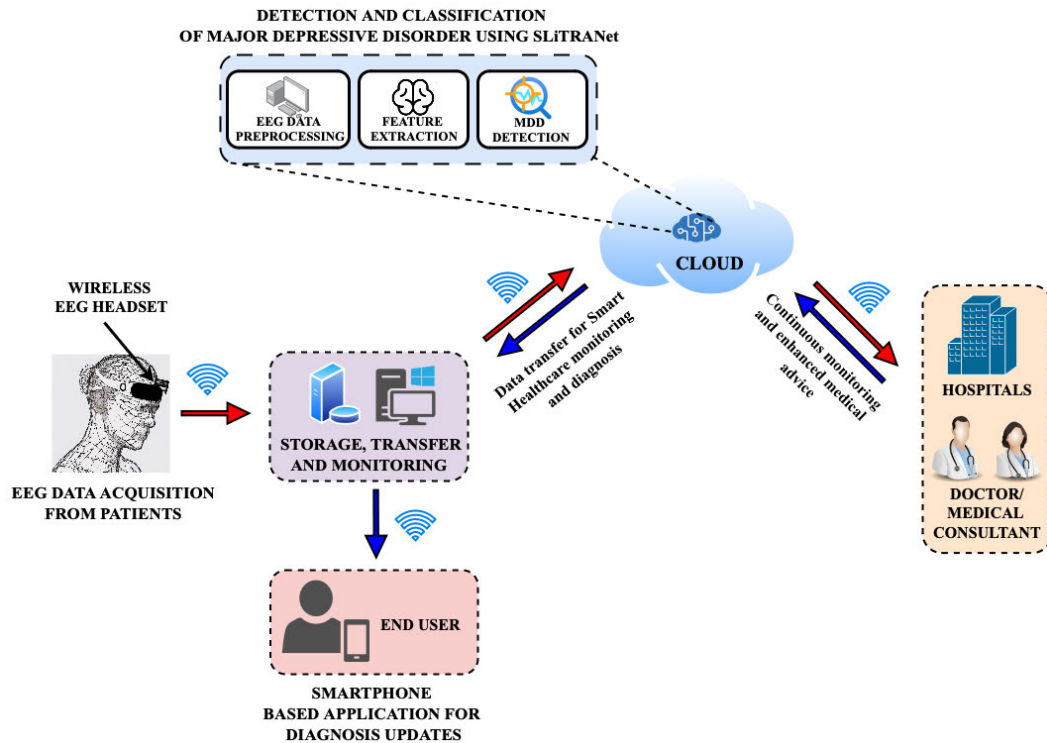 DETECTION AND CLASSIFICATION
OF MAJOR DEPRESSIVE DISORDER USING SLiTRANet
EEG DATA
PREPROCESSING
FEATURE
EXTRACTION
MDD
DETECTION
CLOUD
WIRELESS
EEG HEADSET
EEG DATA ACQUISITION
FROM PATIENTS
STORAGE, TRANSFER
AND MONITORING
Data transfer for Smart
Healthcare monitoring
and diagnosis
Continuous monitoring
and enhanced medical
advice
HOSPITALS
DOCTOR/
MEDICAL
CONSULTANT
END USER
SMARTPHONE
BASED APPLICATION FOR
DIAGNOSIS UPDATES